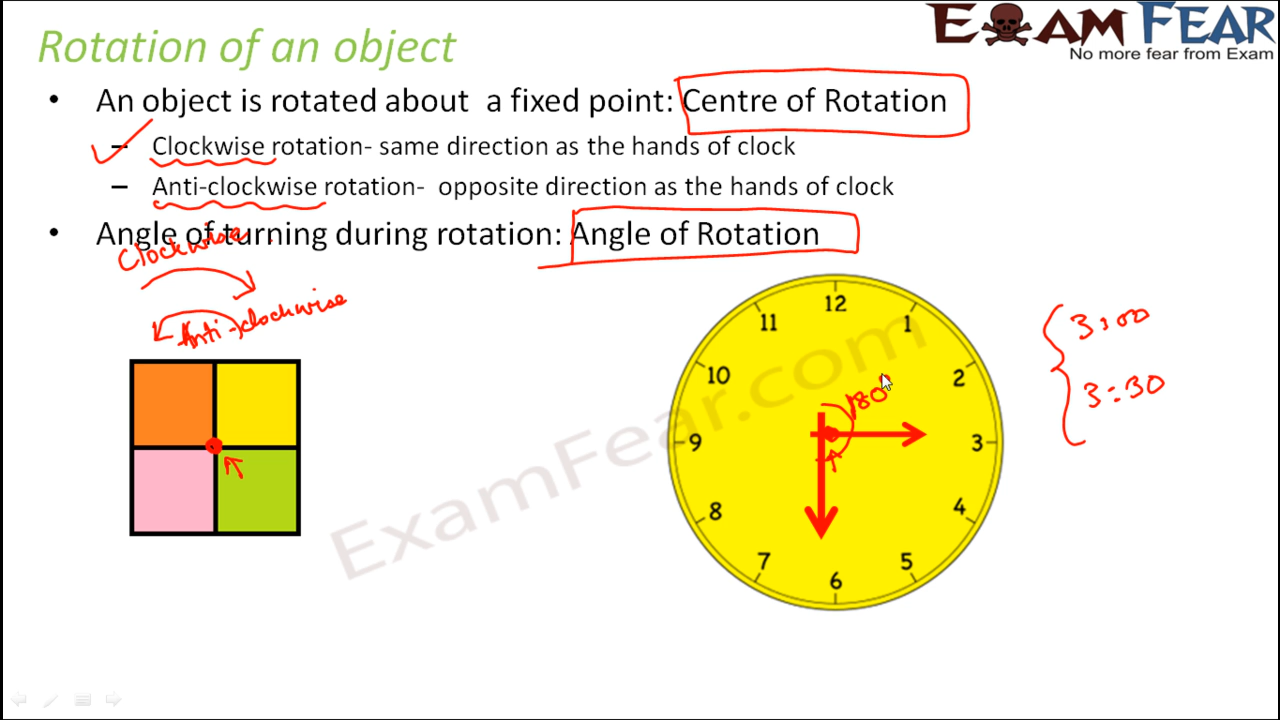 Rotation of an object
EXAM FEAR
No more fear from Exam
• An object is rotated about a fixed point: Centre of Rotation
– Clockwise rotation- same direction as the hands of clock
– Anti-clockwise rotation- opposite direction as the hands of clock
• Angle of turning during rotation: Angle of Rotation
Clockwise
Anti-clockwise
12
11
1
10
2
9
3
8
4
7
5
6
180°
3:00
3:30
ExamFear.com